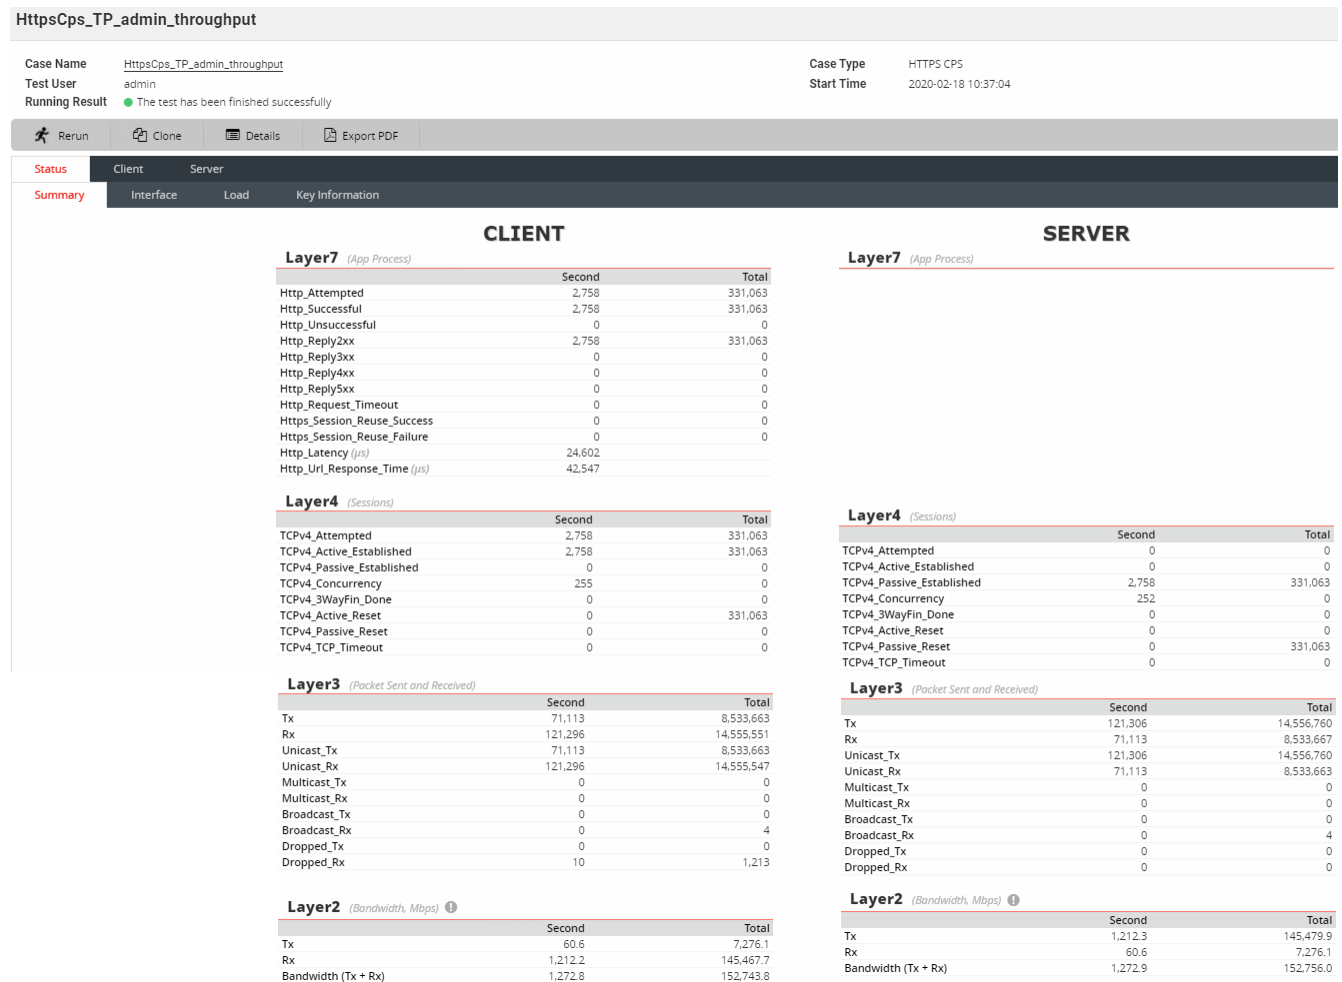 HttpsCps_TP_admin_throughput
Case Name HttpsCps_TP_admin_throughput Case Type HTTPS CPS
Test User admin Start Time 2020-02-18 10:37:04
Running Result The test has been finished successfully
Rerun Clone Details Export PDF
Status Client Server
Summary Interface Load Key Information
CLIENT
Layer7 (App Process)
Second Total
Http_Attempted 2,758 331,063
Http_Successful 2,758 331,063
Http_Unsuccessful 0 0
Http_Reply2xx 2,758 331,063
Http_Reply3xx 0 0
Http_Reply4xx 0 0
Http_Reply5xx 0 0
Http_Request_Timeout 0 0
Https_Session_Reuse_Success 0 0
Https_Session_Reuse_Failure 0 0
Http_Latency (µs) 24,602
Http_Url_Response_Time (µs) 42,547
Layer4 (Sessions)
Second Total
TCPv4_Attempted 2,758 331,063
TCPv4_Active_Established 2,758 331,063
TCPv4_Passive_Established 0 0
TCPv4_Concurrency 255 0
TCPv4_3WayFin_Done 0 0
TCPv4_Active_Reset 0 331,063
TCPv4_Passive_Reset 0 0
TCPv4_TCP_Timeout 0 0
Layer3 (Packet Sent and Received)
Second Total
Tx 71,113 8,533,663
Rx 121,296 14,555,551
Unicast_Tx 71,113 8,533,663
Unicast_Rx 121,296 14,555,547
Multicast_Tx 0 0
Multicast_Rx 0 0
Broadcast_Tx 0 0
Broadcast_Rx 0 4
Dropped_Tx 0 0
Dropped_Rx 10 1,213
Layer2 (Bandwidth, Mbps) !
Second Total
Tx 60.6 7,276.1
Rx 1,212.2 145,467.7
Bandwidth (Tx + Rx) 1,272.8 152,743.8
SERVER
Layer7 (App Process)
Layer4 (Sessions)
Second Total
TCPv4_Attempted 0 0
TCPv4_Active_Established 0 0
TCPv4_Passive_Established 2,758 331,063
TCPv4_Concurrency 252 0
TCPv4_3WayFin_Done 0 0
TCPv4_Active_Reset 0 0
TCPv4_Passive_Reset 0 331,063
TCPv4_TCP_Timeout 0 0
Layer3 (Packet Sent and Received)
Second Total
Tx 121,306 14,556,760
Rx 71,113 8,533,667
Unicast_Tx 121,306 14,556,760
Unicast_Rx 71,113 8,533,663
Multicast_Tx 0 0
Multicast_Rx 0 0
Broadcast_Tx 0 0
Broadcast_Rx 0 4
Dropped_Tx 0 0
Dropped_Rx 0 0
Layer2 (Bandwidth, Mbps) !
Second Total
Tx 1,212.3 145,479.9
Rx 60.6 7,276.1
Bandwidth (Tx + Rx) 1,272.9 152,756.0